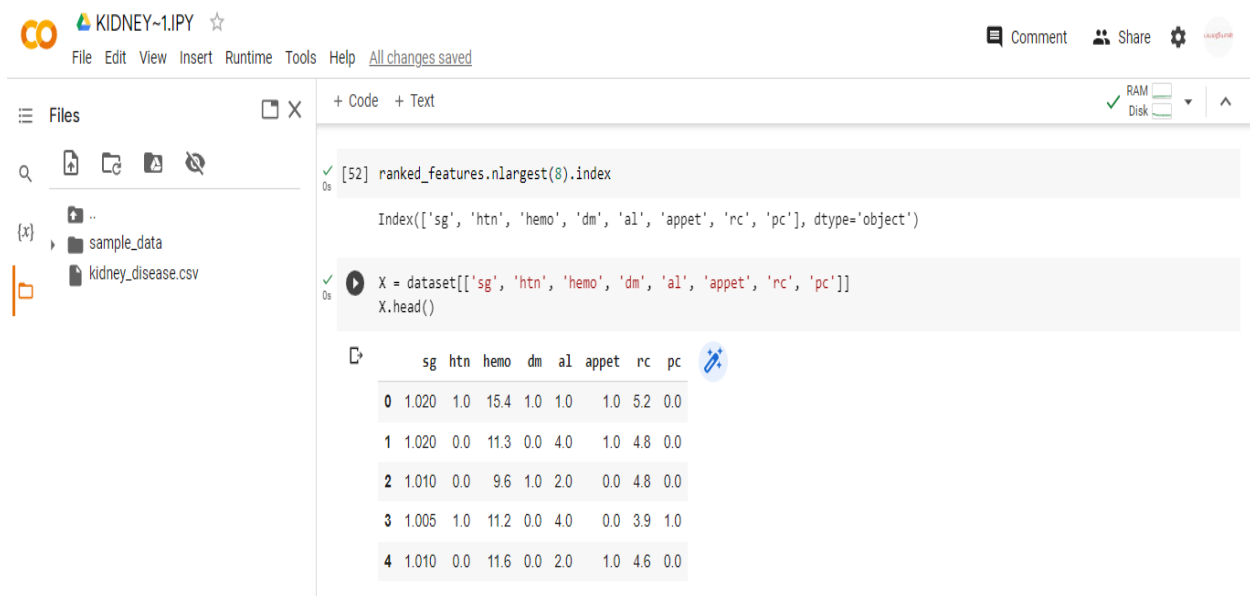 CO KIDNEY~1.IPY
Comment Share
File Edit View Insert Runtime Tools Help All changes saved
Files
+ Code + Text
RAM
Disk
{x}
..
sample_data
kidney_disease.csv
0s
[52] ranked_features.nlargest(8).index
Index(['sg', 'htn', 'hemo', 'dm', 'al', 'appet', 'rc', 'pc'], dtype='object')
0s
X = dataset[['sg', 'htn', 'hemo', 'dm', 'al', 'appet', 'rc', 'pc']]
X.head()
sg htn hemo dm al appet rc pc
0 1.020 1.0 15.4 1.0 1.0 1.0 5.2 0.0
1 1.020 0.0 11.3 0.0 4.0 1.0 4.8 0.0
2 1.010 0.0 9.6 1.0 2.0 0.0 4.8 0.0
3 1.005 1.0 11.2 0.0 4.0 0.0 3.9 1.0
4 1.010 0.0 11.6 0.0 2.0 1.0 4.6 0.0